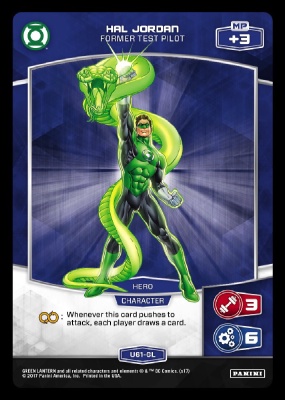 HAL JORDAN
FORMER TEST PILOT
MP
+3
HERO
CHARACTER
: Whenever this card pushes to
attack, each player draws a card.
3
6
U61-GL
GREEN LANTERN and all related characters and elements © & ™ DC Comics. (s17)
© 2017 Panini America, Inc. Printed in the USA.
PANINI